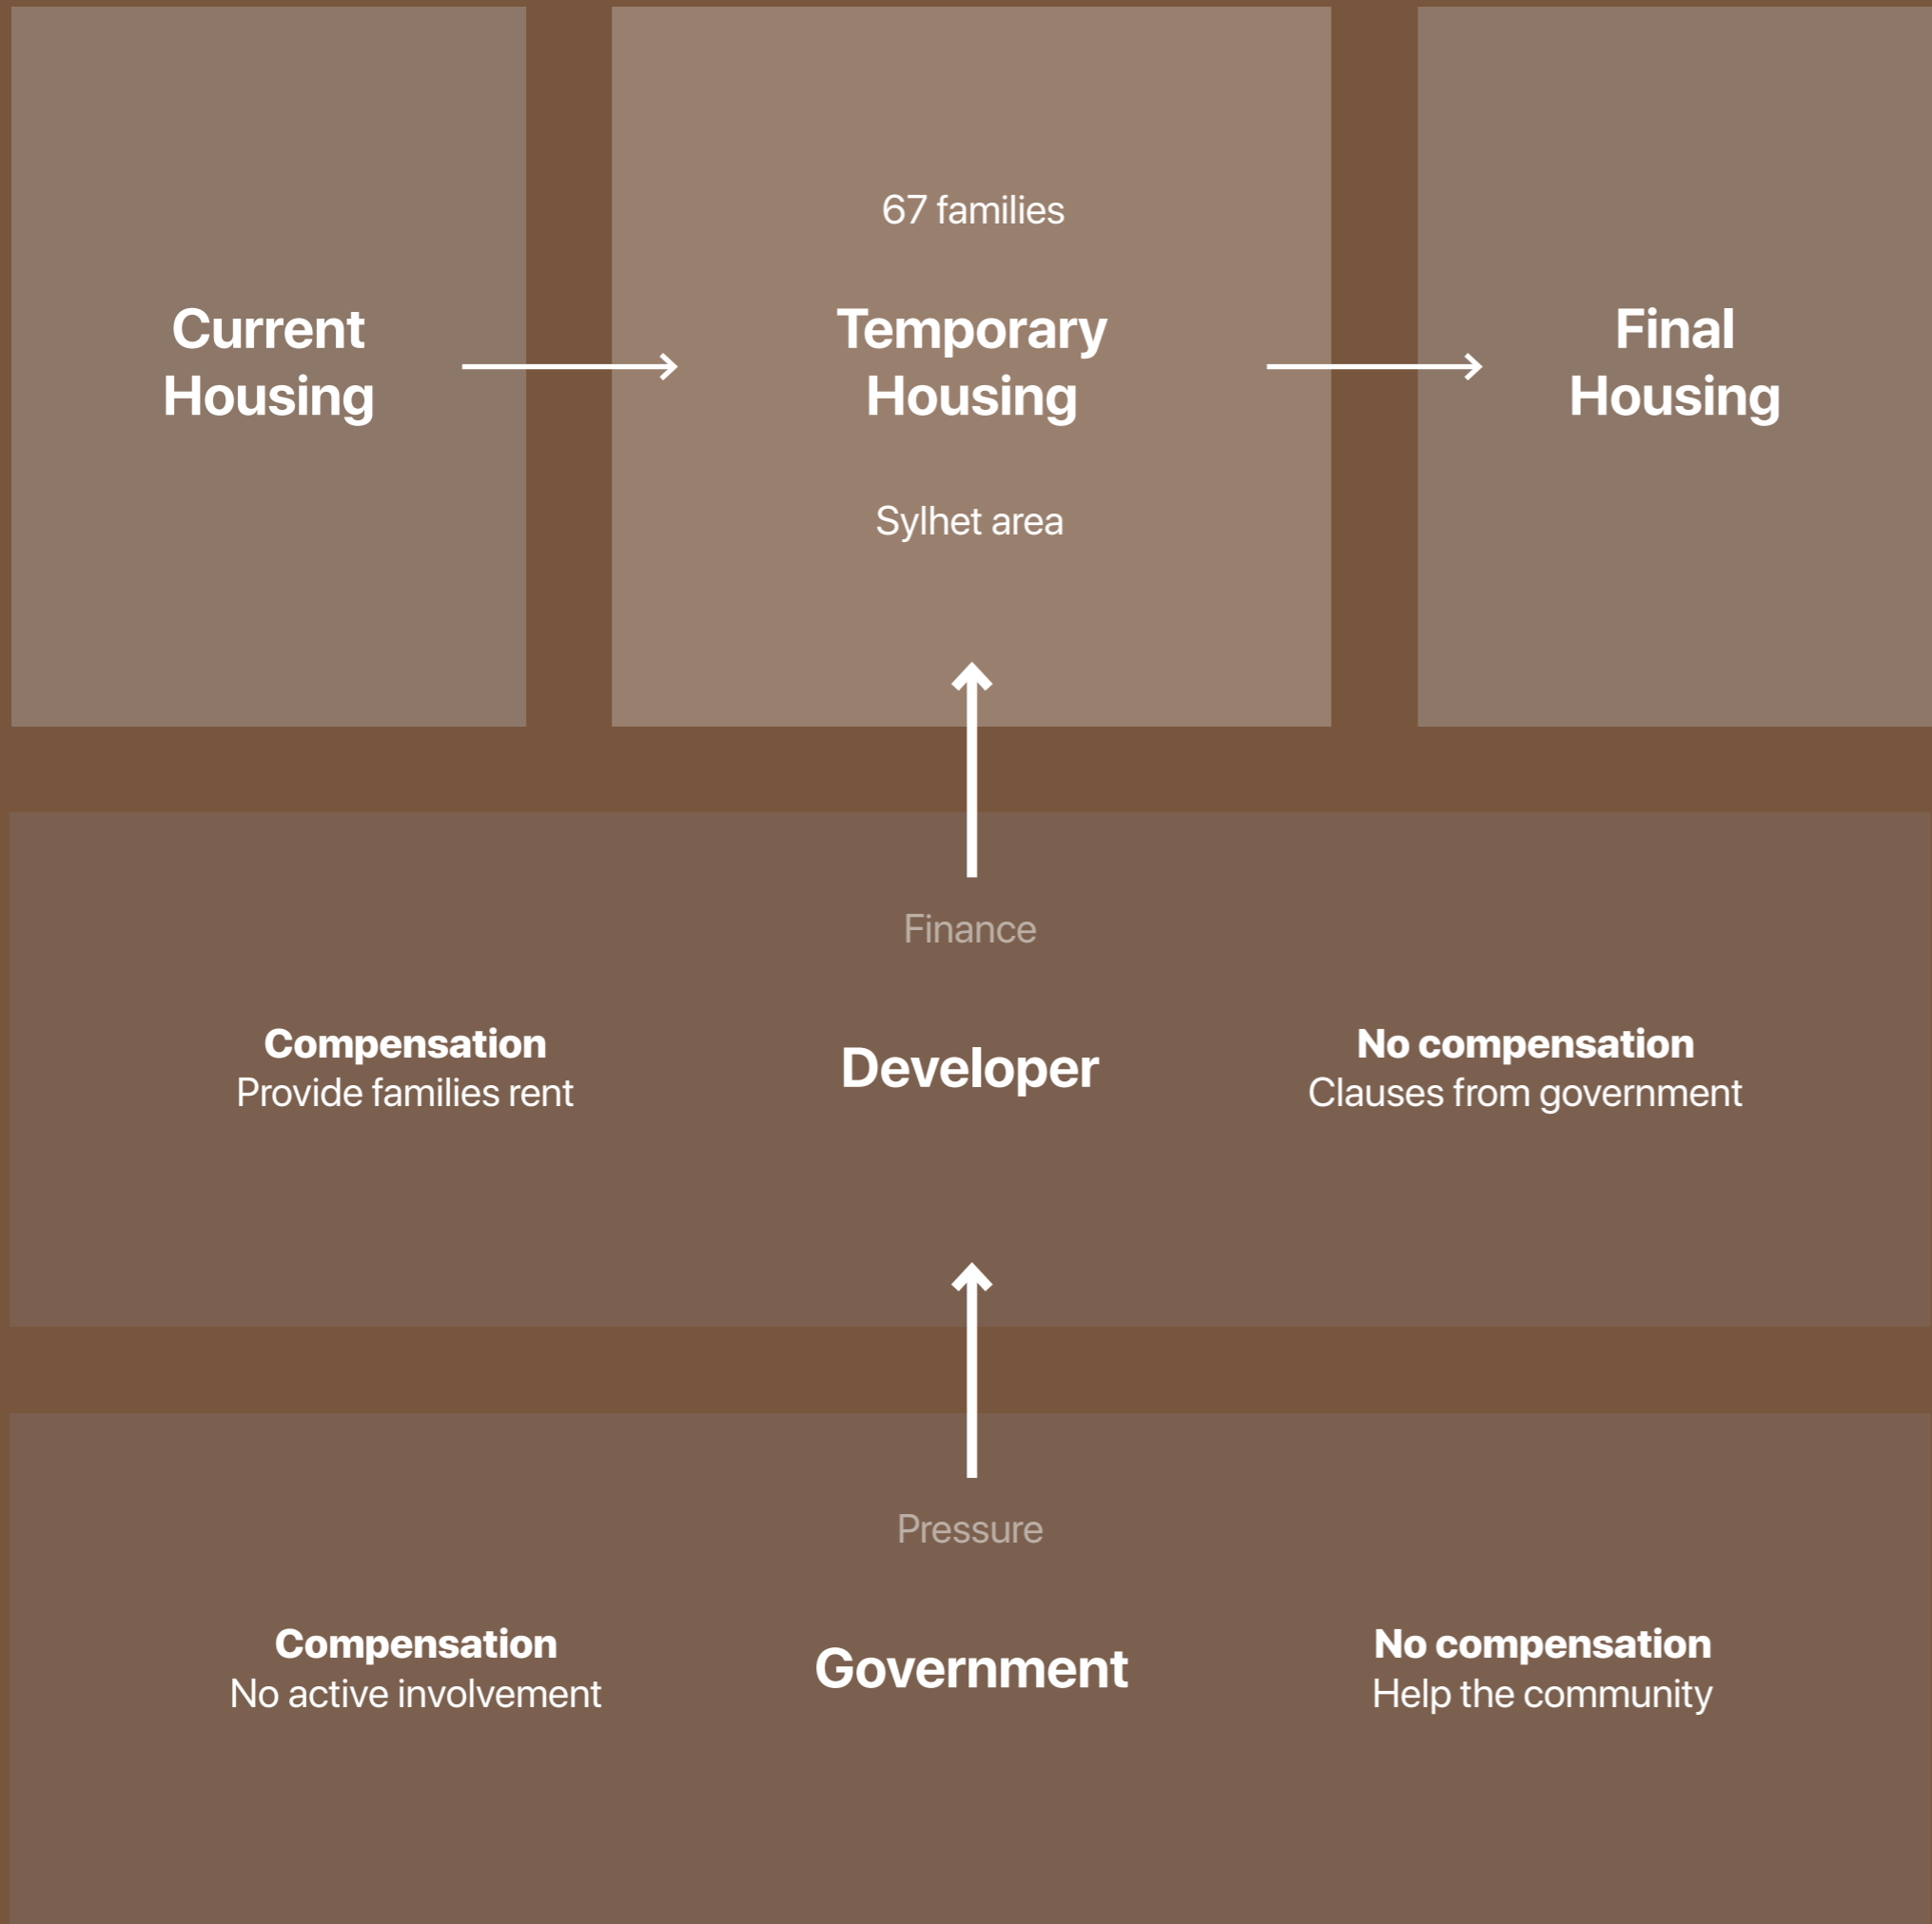 67 families
Current
Housing
Temporary
Housing
Final
Housing
Sylhet area
Finance
Compensation
Provide families rent
Developer
No compensation
Clauses from government
Pressure
Compensation
No active involvement
Government
No compensation
Help the community